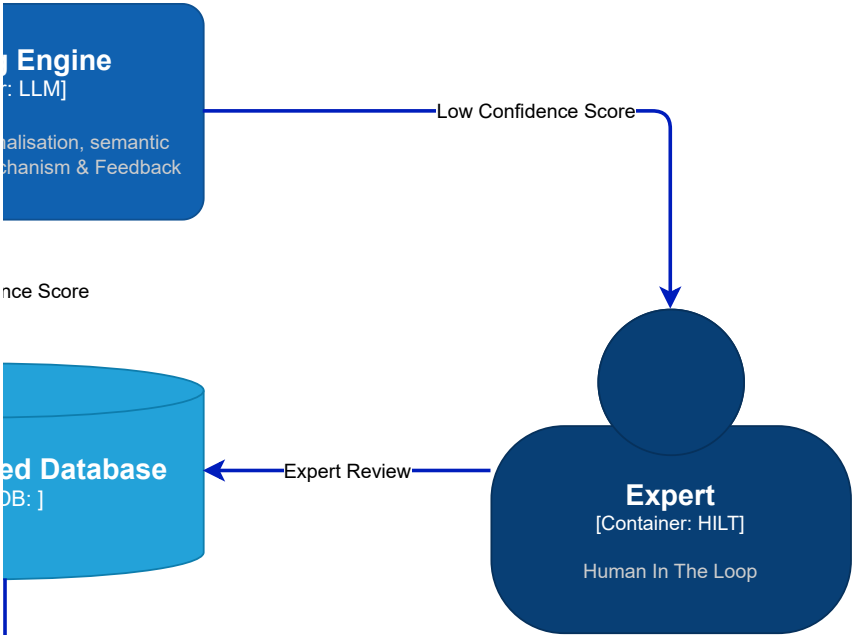 Engine
: LLM]
alisation, semantic
chanism & Feedback
Low Confidence Score
nce Score
ed Database
DB: ]
Expert Review
Expert
[Container: HILT]
Human In The Loop